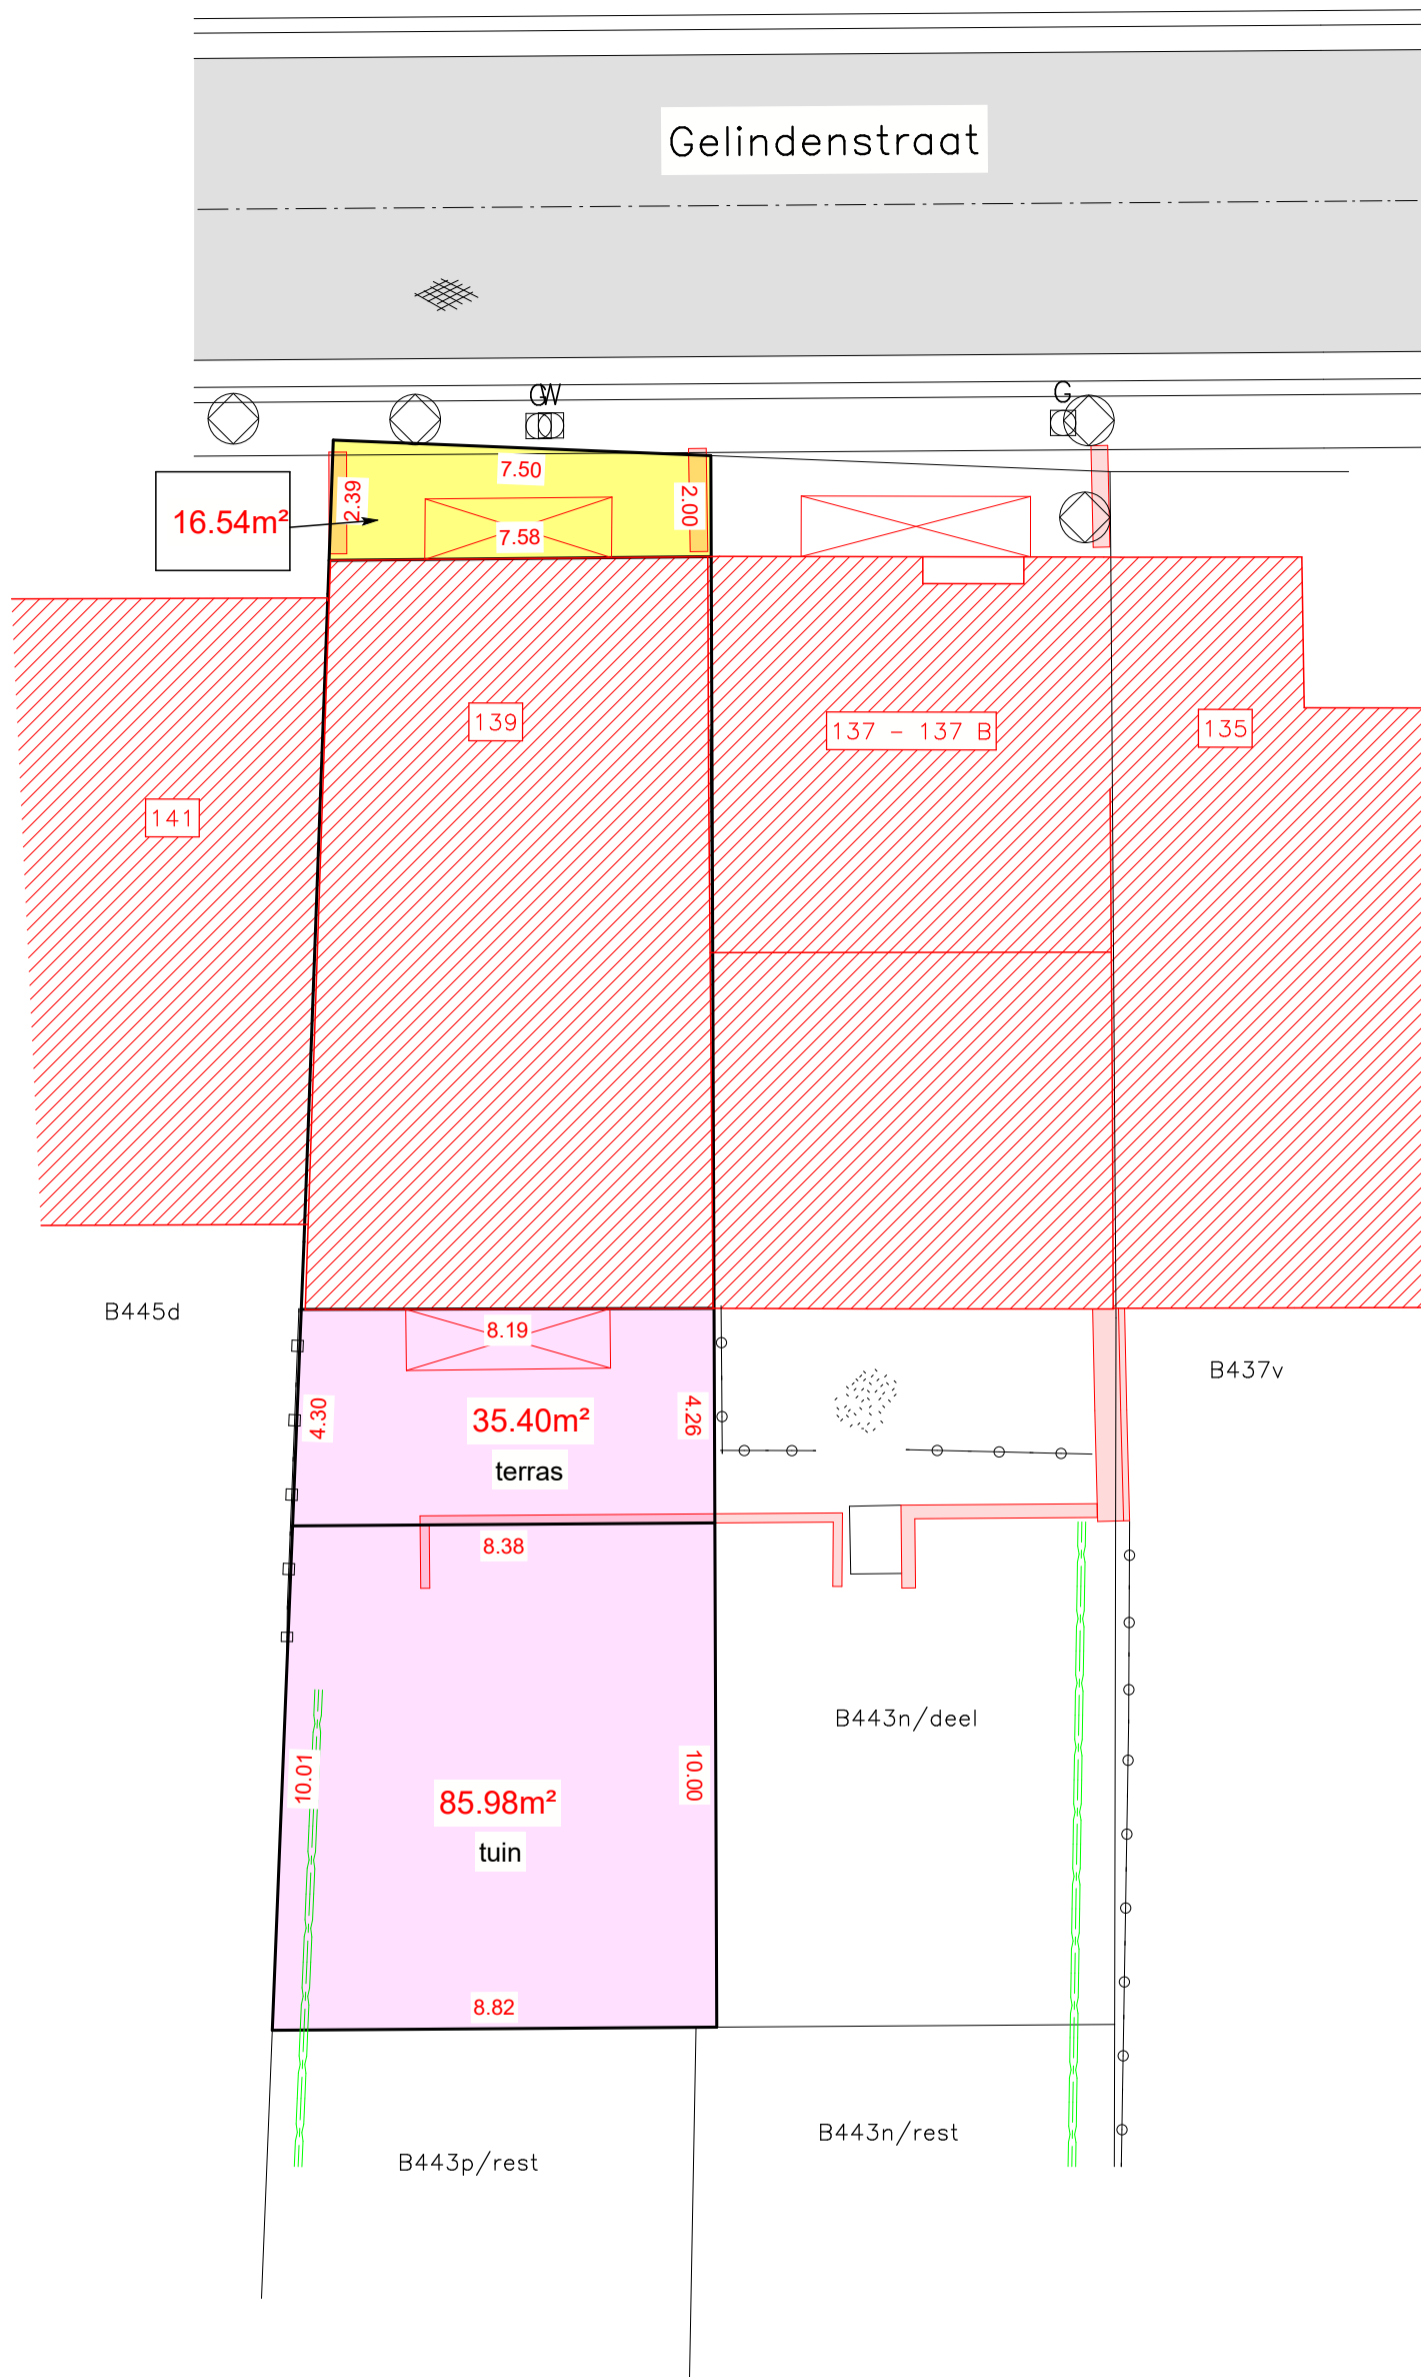 Gelindenstraat
G
W
G
7.50
2.39
2.00
16.54m²
7.58
139
137 - 137 B
135
141
B445d
8.19
B437v
4.30
35.40m²
4.26
terras
8.38
B443n/deel
10.01
10.00
85.98m²
tuin
8.82
B443n/rest
B443p/rest